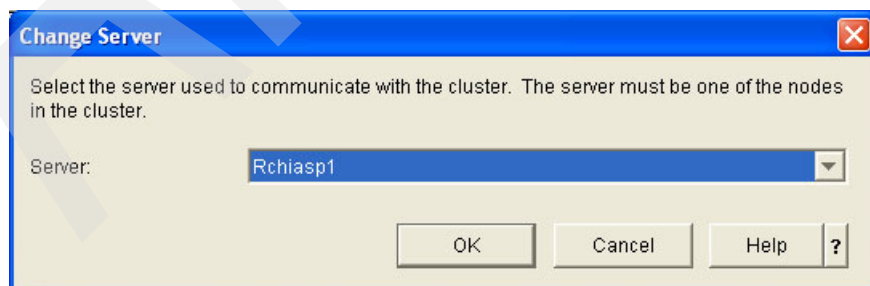 Change Server
Select the server used to communicate with the cluster. The server must be one of the nodes
in the cluster.
Server: Rchiasp1
OK Cancel Help ?